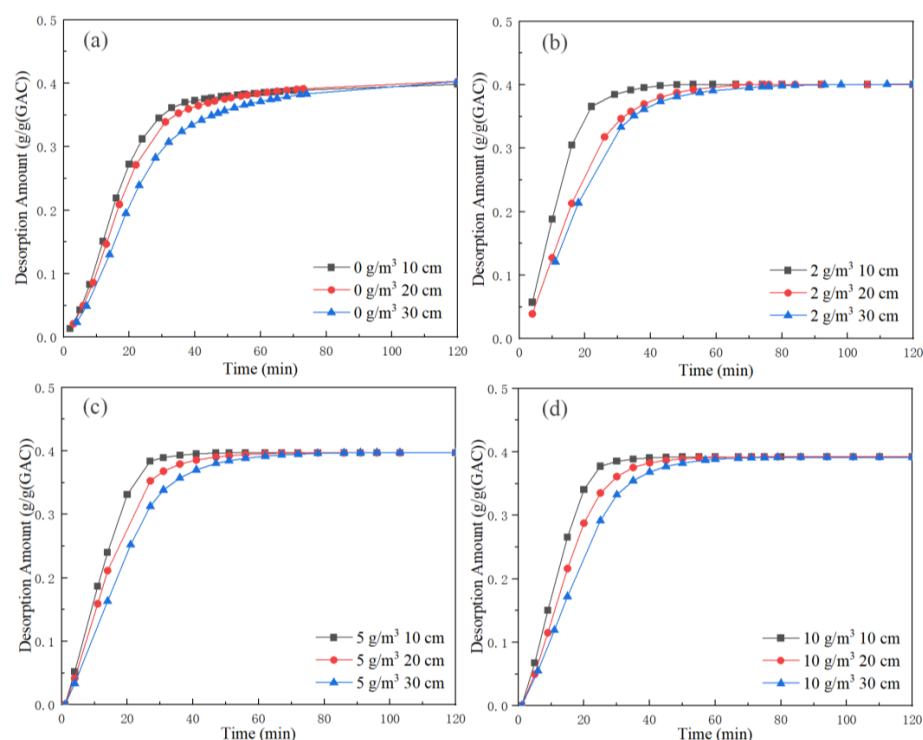 (a)
Desorption Amount (g/g(GAC))
0.5
0.4
0.3
0.2
0.1
0.0
0 g/m³ 10 cm
0 g/m³ 20 cm
0 g/m³ 30 cm
0 20 40 60 80 100 120
Time (min)
(b)
Desorption Amount (g/g(GAC))
0.5
0.4
0.3
0.2
0.1
0.0
2 g/m³ 10 cm
2 g/m³ 20 cm
2 g/m³ 30 cm
0 20 40 60 80 100 120
Time (min)
(c)
Desorption Amount (g/g(GAC))
0.5
0.4
0.3
0.2
0.1
0.0
5 g/m³ 10 cm
5 g/m³ 20 cm
5 g/m³ 30 cm
0 20 40 60 80 100 120
Time (min)
(d)
Desorption Amount (g/g(GAC))
0.5
0.4
0.3
0.2
0.1
0.0
10 g/m³ 10 cm
10 g/m³ 20 cm
10 g/m³ 30 cm
0 20 40 60 80 100 120
Time (min)